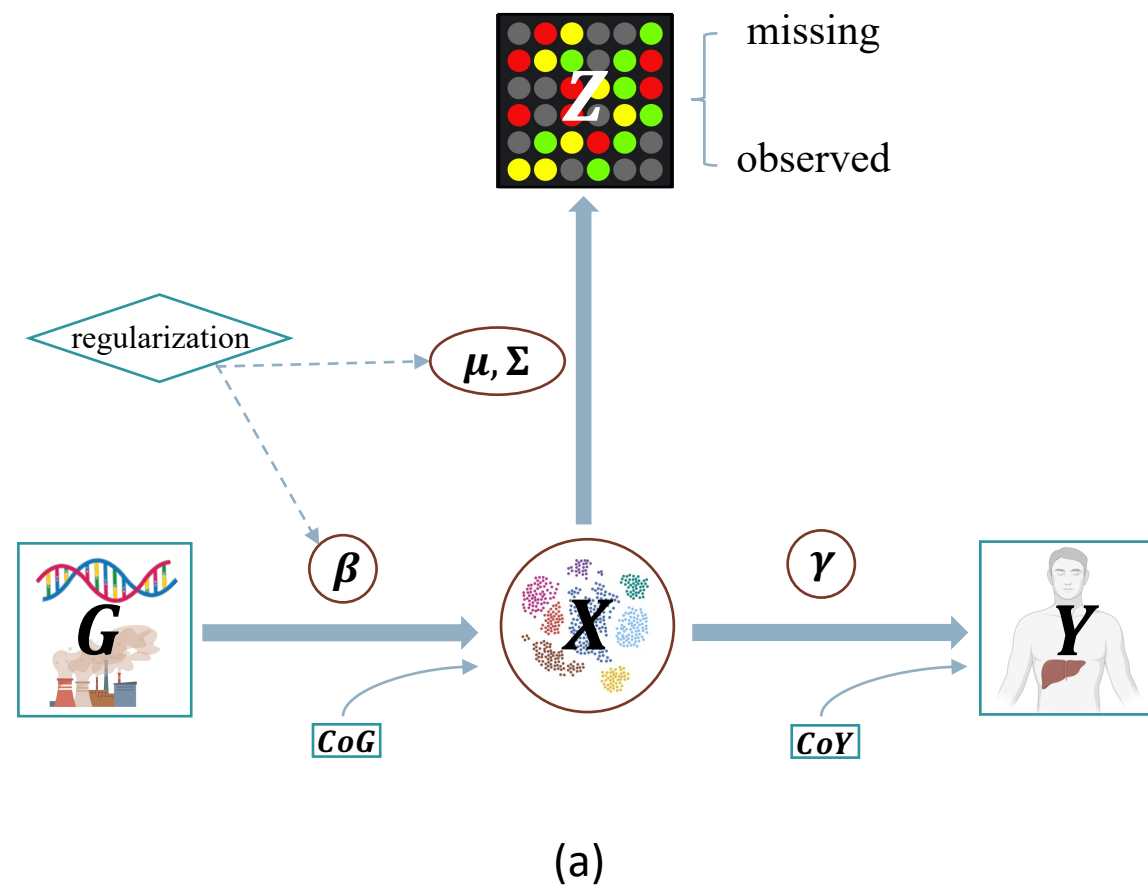 missing
Z
observed
regularization
μ, Σ
β
γ
G
X
Y
CoG
CoY
(a)